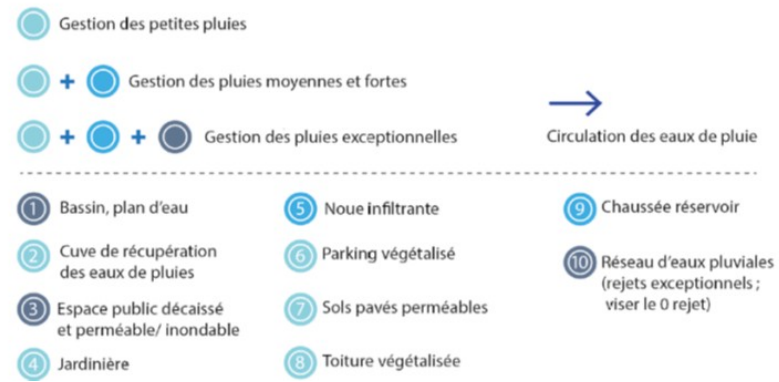 Gestion des petites pluies
+ Gestion des pluies moyennes et fortes
+ + Gestion des pluies exceptionnelles
Circulation des eaux de pluie
1 Bassin, plan d'eau
2 Cuve de récupération
des eaux de pluies
3 Espace public décaissé
et perméable/ inondable
4 Jardinière
5 Noue infiltrante
6 Parking végétalisé
7 Sols pavés perméables
8 Toiture végétalisée
9 Chaussée réservoir
10 Réseau d'eaux pluviales
(rejets exceptionnels ;
viser le 0 rejet)